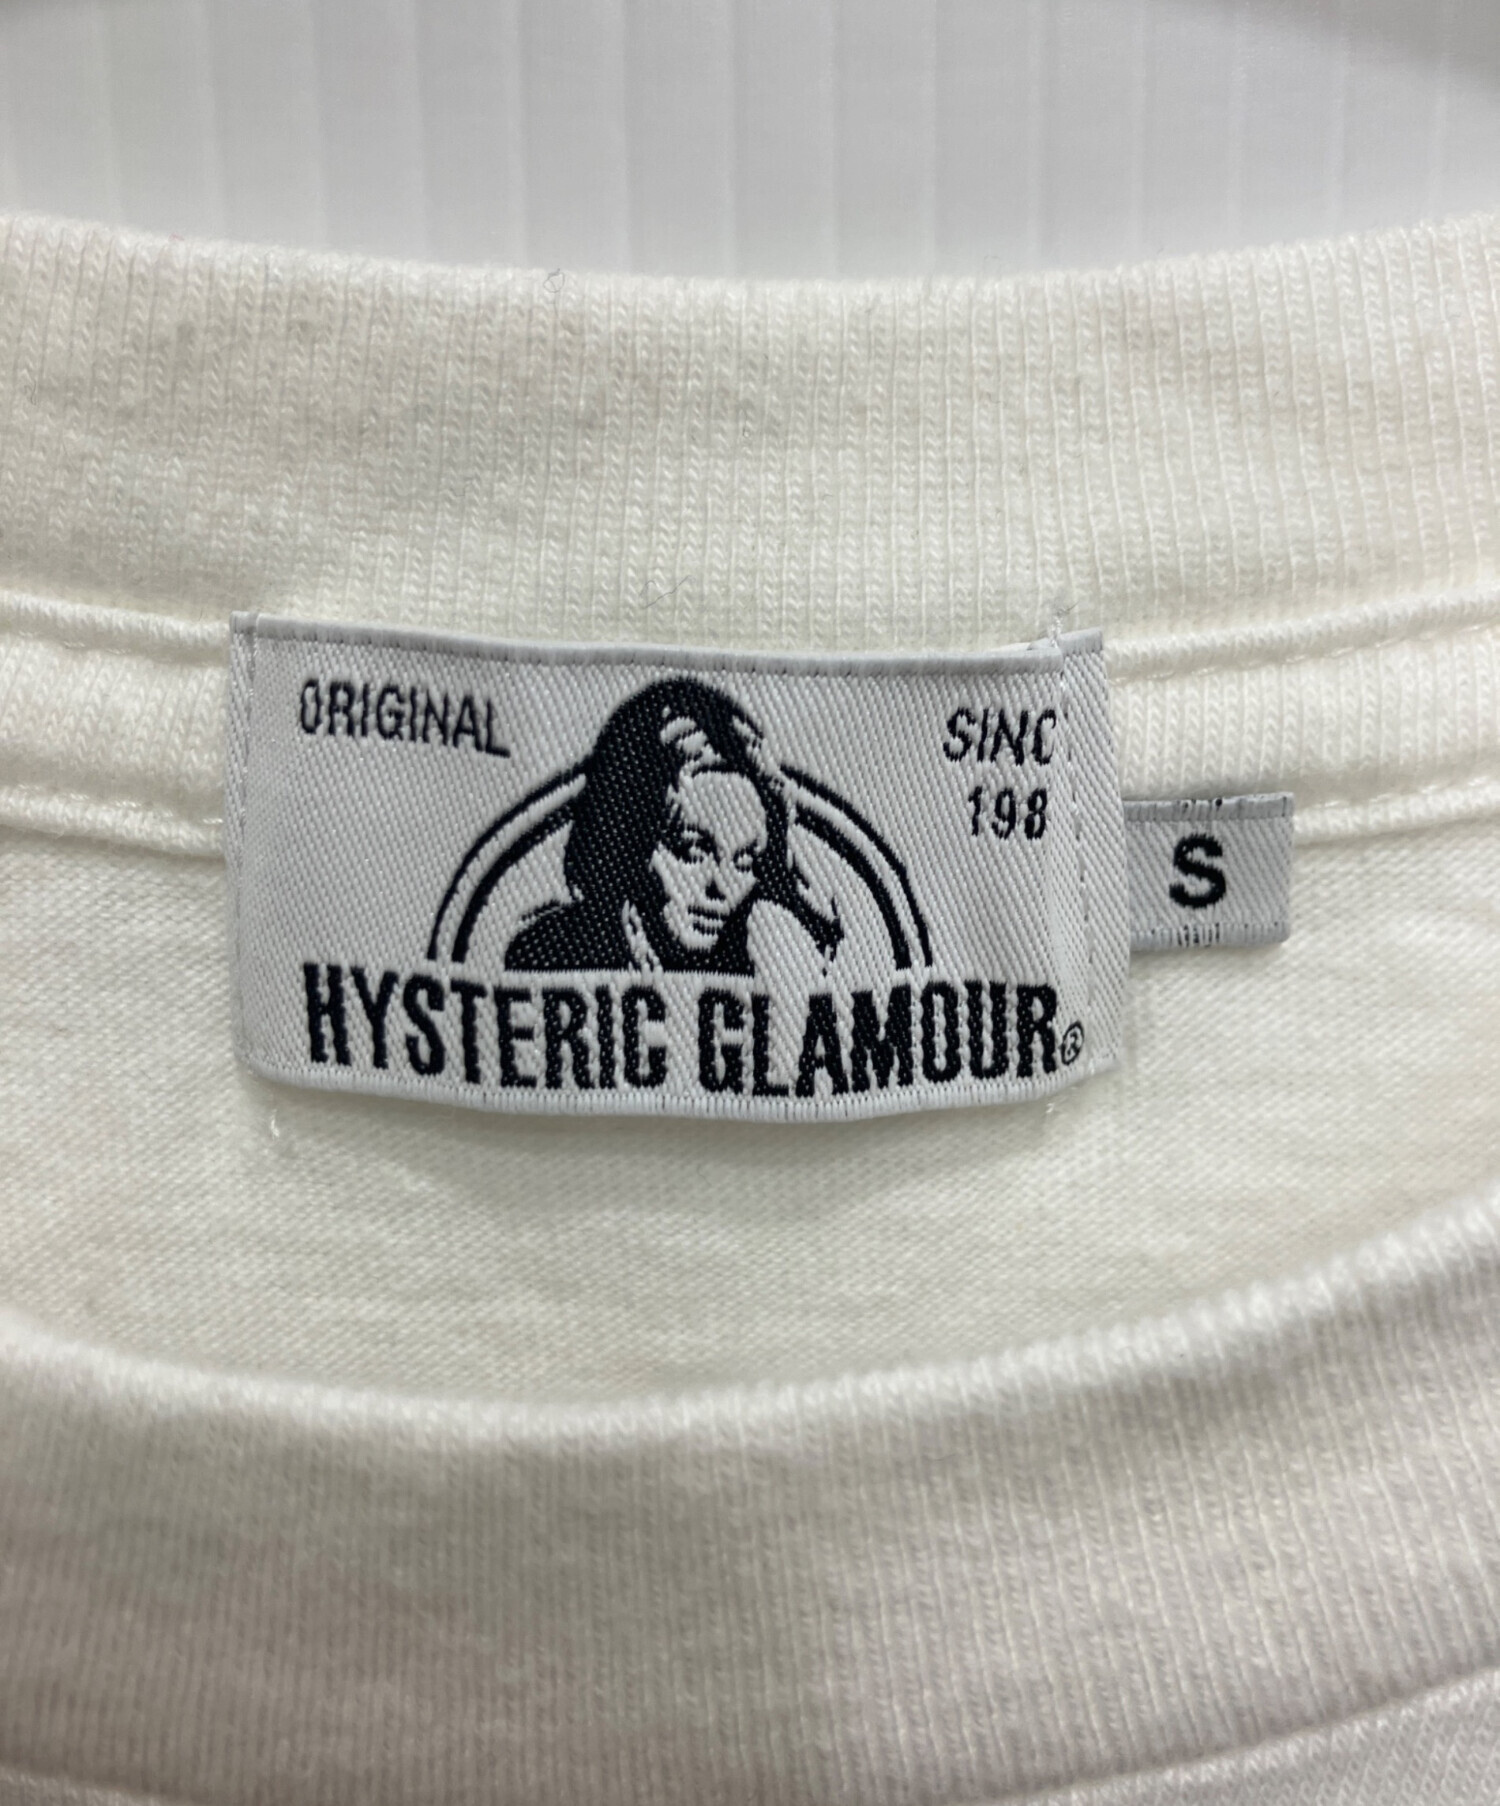 ORIGINAL
SINC
198
S
HYSTERIC GLAMOUR®